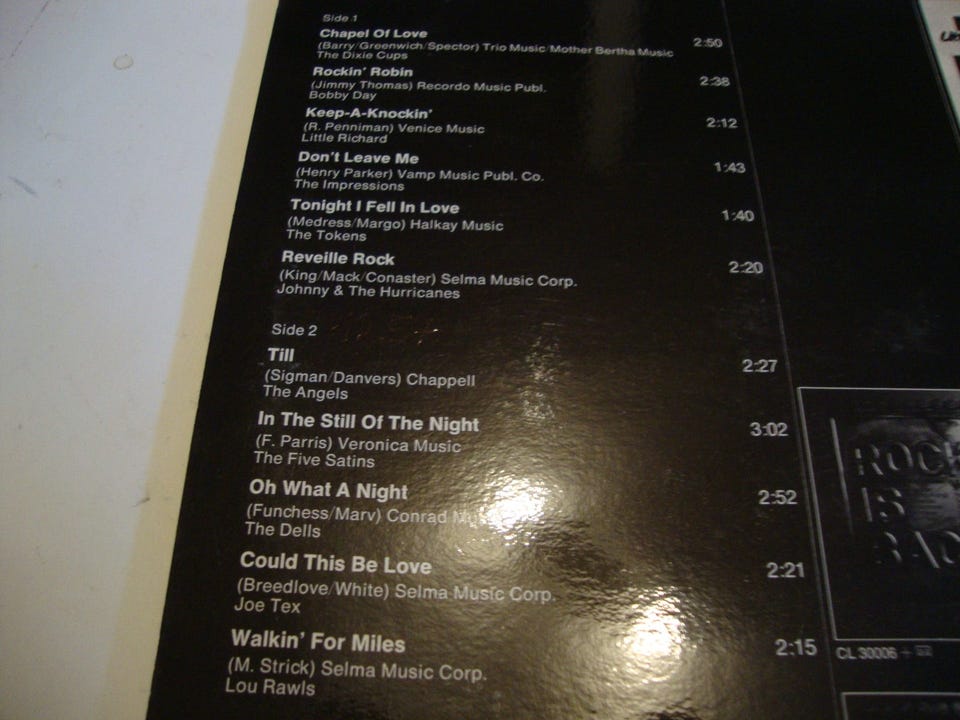 Side 1
Chapel Of Love 2:50
(Barry/Greenwich/Spector) Trio Music/Mother Bertha Music
The Dixie Cups
Rockin' Robin 2:38
(Jimmy Thomas) Recordo Music Publ.
Bobby Day
Keep-A-Knockin' 2:12
(R. Penniman) Venice Music
Little Richard
Don't Leave Me 1:43
(Henry Parker) Vamp Music Publ. Co.
The Impressions
Tonight I Fell In Love 1:40
(Medress/Margo) Halkay Music
The Tokens
Reveille Rock 2:20
(King/Mack/Conaster) Selma Music Corp.
Johnny & The Hurricanes
Side 2
Till 2:27
(Sigman/Danvers) Chappell
The Angels
In The Still Of The Night 3:02
(F. Parris) Veronica Music
The Five Satins
Oh What A Night 2:52
(Funchess/Marv) Conrad
The Dells
Could This Be Love 2:21
(Breedlove/White) Selma Music Corp.
Joe Tex
Walkin' For Miles 2:15
(M. Strick) Selma Music Corp.
Lou Rawls
ROCK
IS
CL 30006